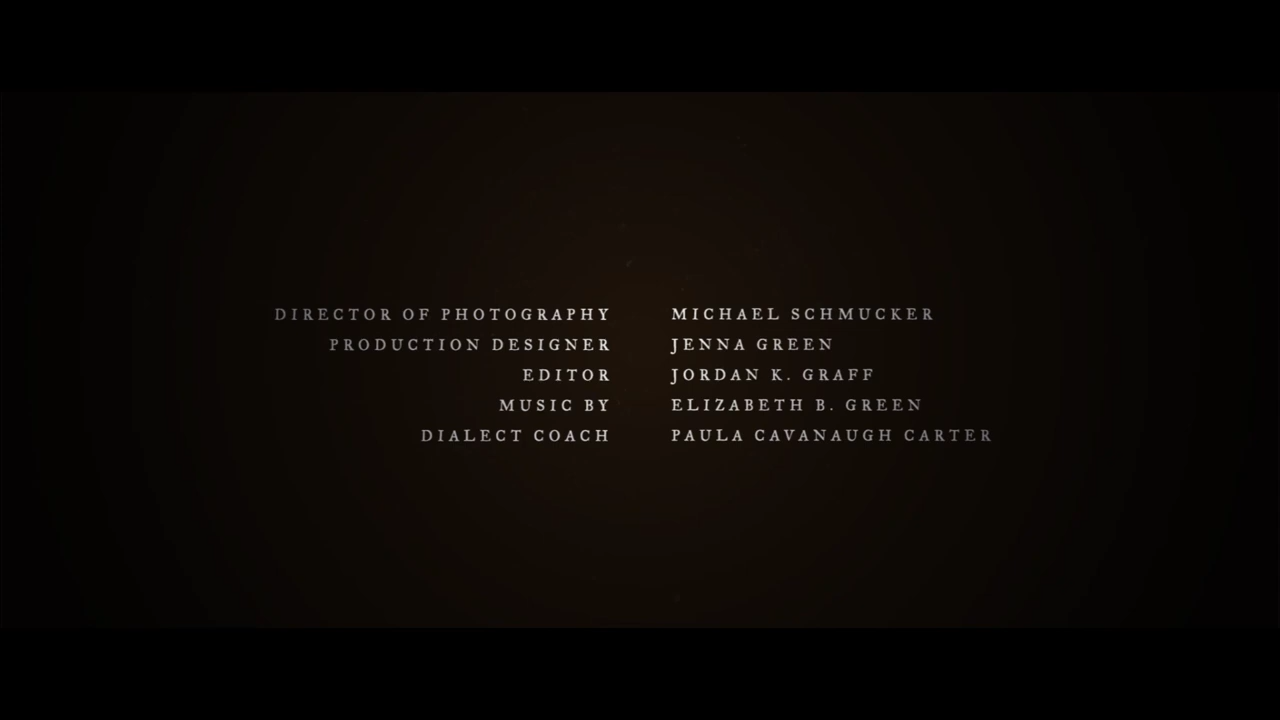 DIRECTOR OF PHOTOGRAPHY MICHAEL SCHMUCKER
PRODUCTION DESIGNER JENNA GREEN
EDITOR JORDAN K. GRAFF
MUSIC BY ELIZABETH B. GREEN
DIALECT COACH PAULA CAVANAUGH CARTER